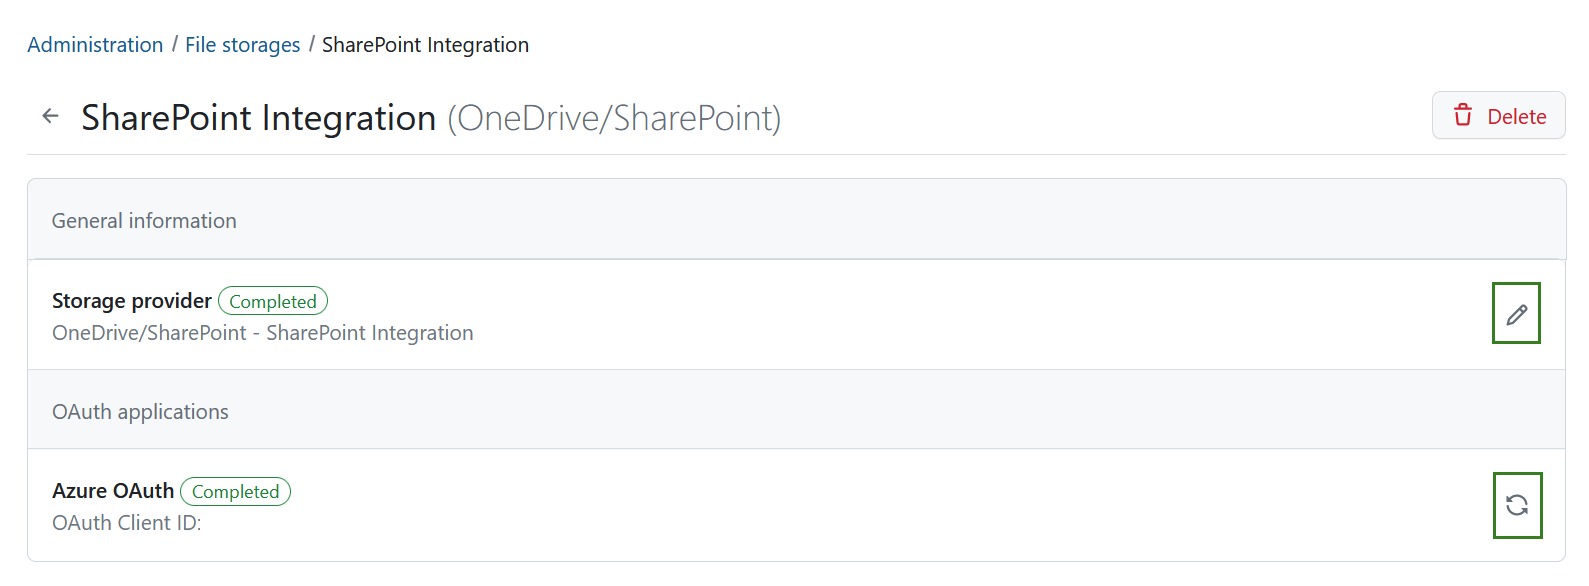 Administration / File storages / SharePoint Integration
SharePoint Integration (OneDrive/SharePoint)
Delete
General information
Storage provider Completed
OneDrive/SharePoint - SharePoint Integration
OAuth applications
Azure OAuth Completed
OAuth Client ID: